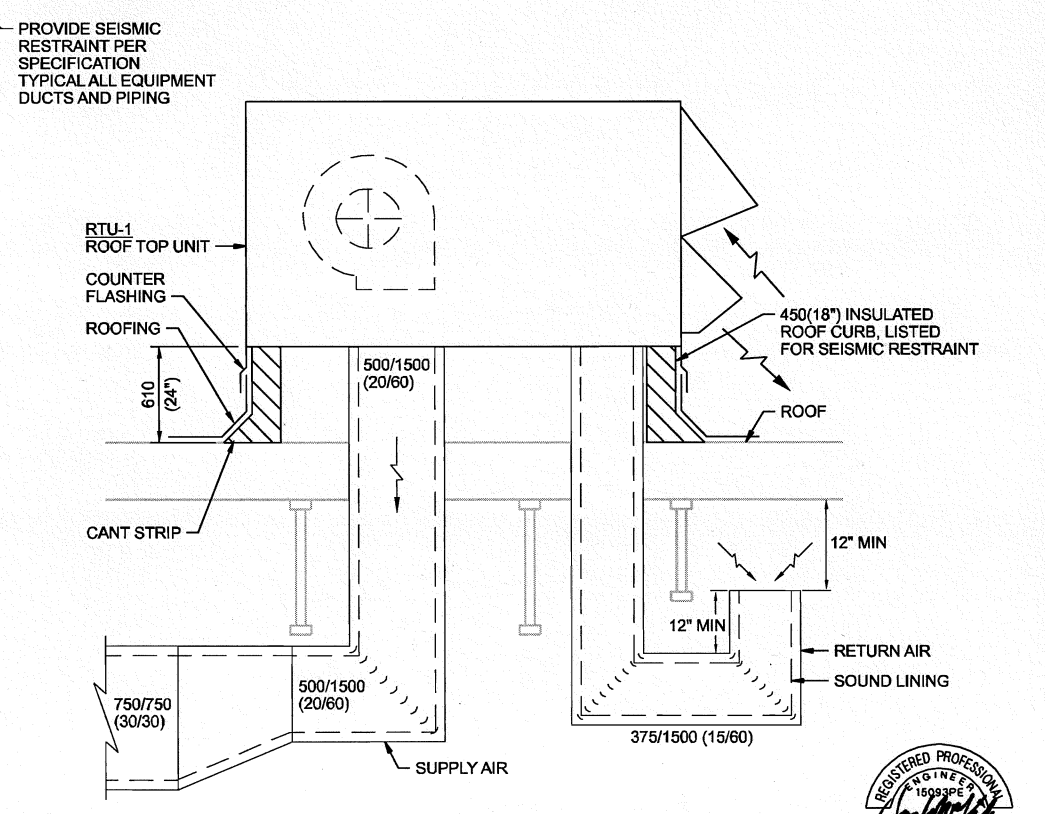 PROVIDE SEISMIC
RESTRAINT PER
SPECIFICATION
TYPICAL ALL EQUIPMENT
DUCTS AND PIPING
RTU-1
ROOF TOP UNIT
COUNTER
FLASHING
ROOFING
610
(24")
500/1500
(20/60)
450(18") INSULATED
ROOF CURB, LISTED
FOR SEISMIC RESTRAINT
ROOF
CANT STRIP
12" MIN
12" MIN
RETURN AIR
SOUND LINING
750/750
(30/30)
500/1500
(20/60)
375/1500 (15/60)
SUPPLY AIR
REGISTERED PROFESSIONAL
ENGINEER
15093PE